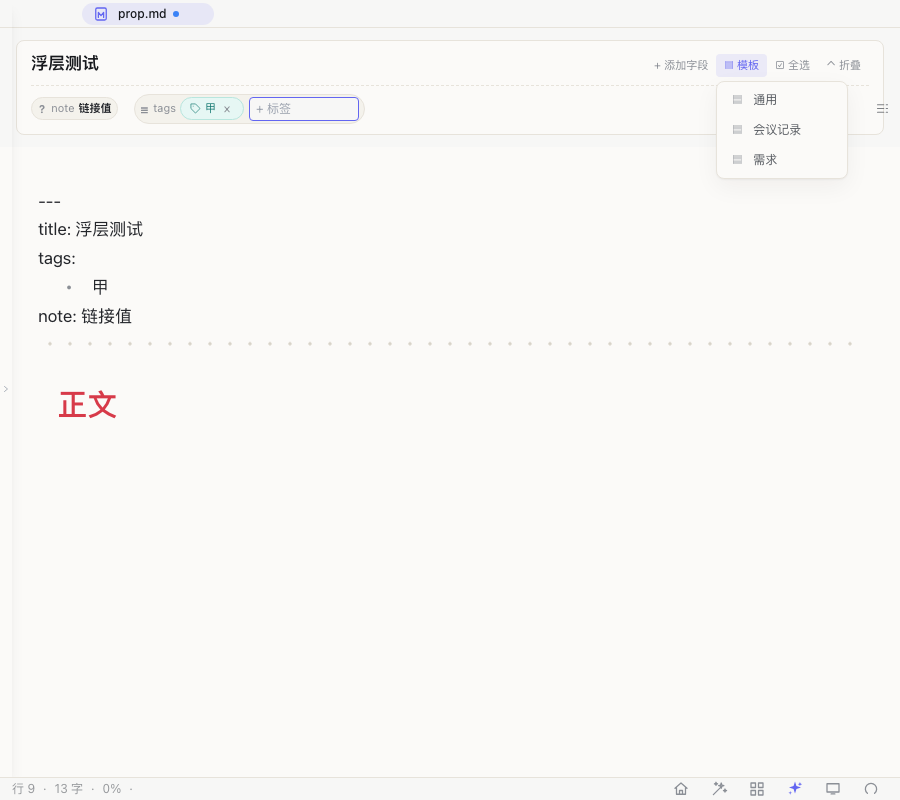 prop.md
浮层测试
+ 添加字段 模板 全选 折叠
? note 链接值 tags 甲 x + 标签
通用
会议记录
需求
---
title: 浮层测试
tags:
• 甲
note: 链接值
正文
行 9 · 13 字 · 0% ·